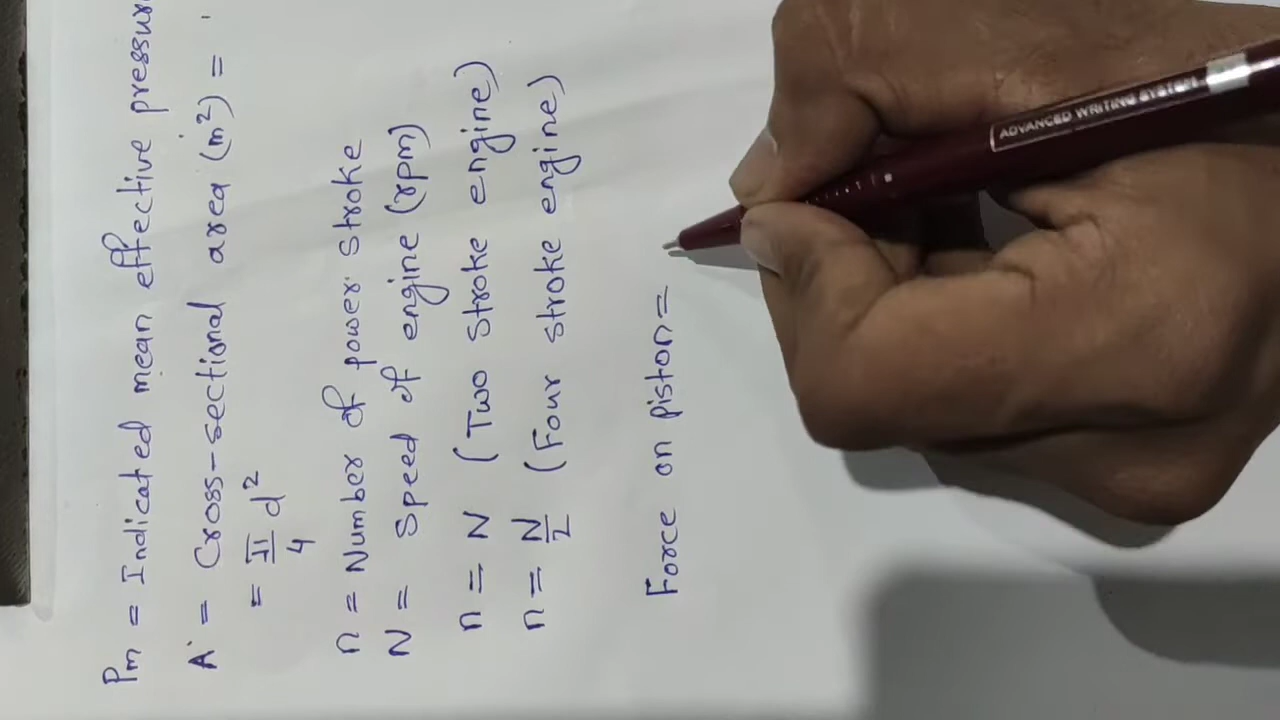 Pm = Indicated mean effective pressur
A = Cross-sectional area (m²) =
= π/4 d²
n = Number of power stroke
N = Speed of engine (rpm)
n = N (Two stroke engine)
n = N/2 (Four stroke engine)
Force on piston =
ADVANCED WRITING SYSTEM